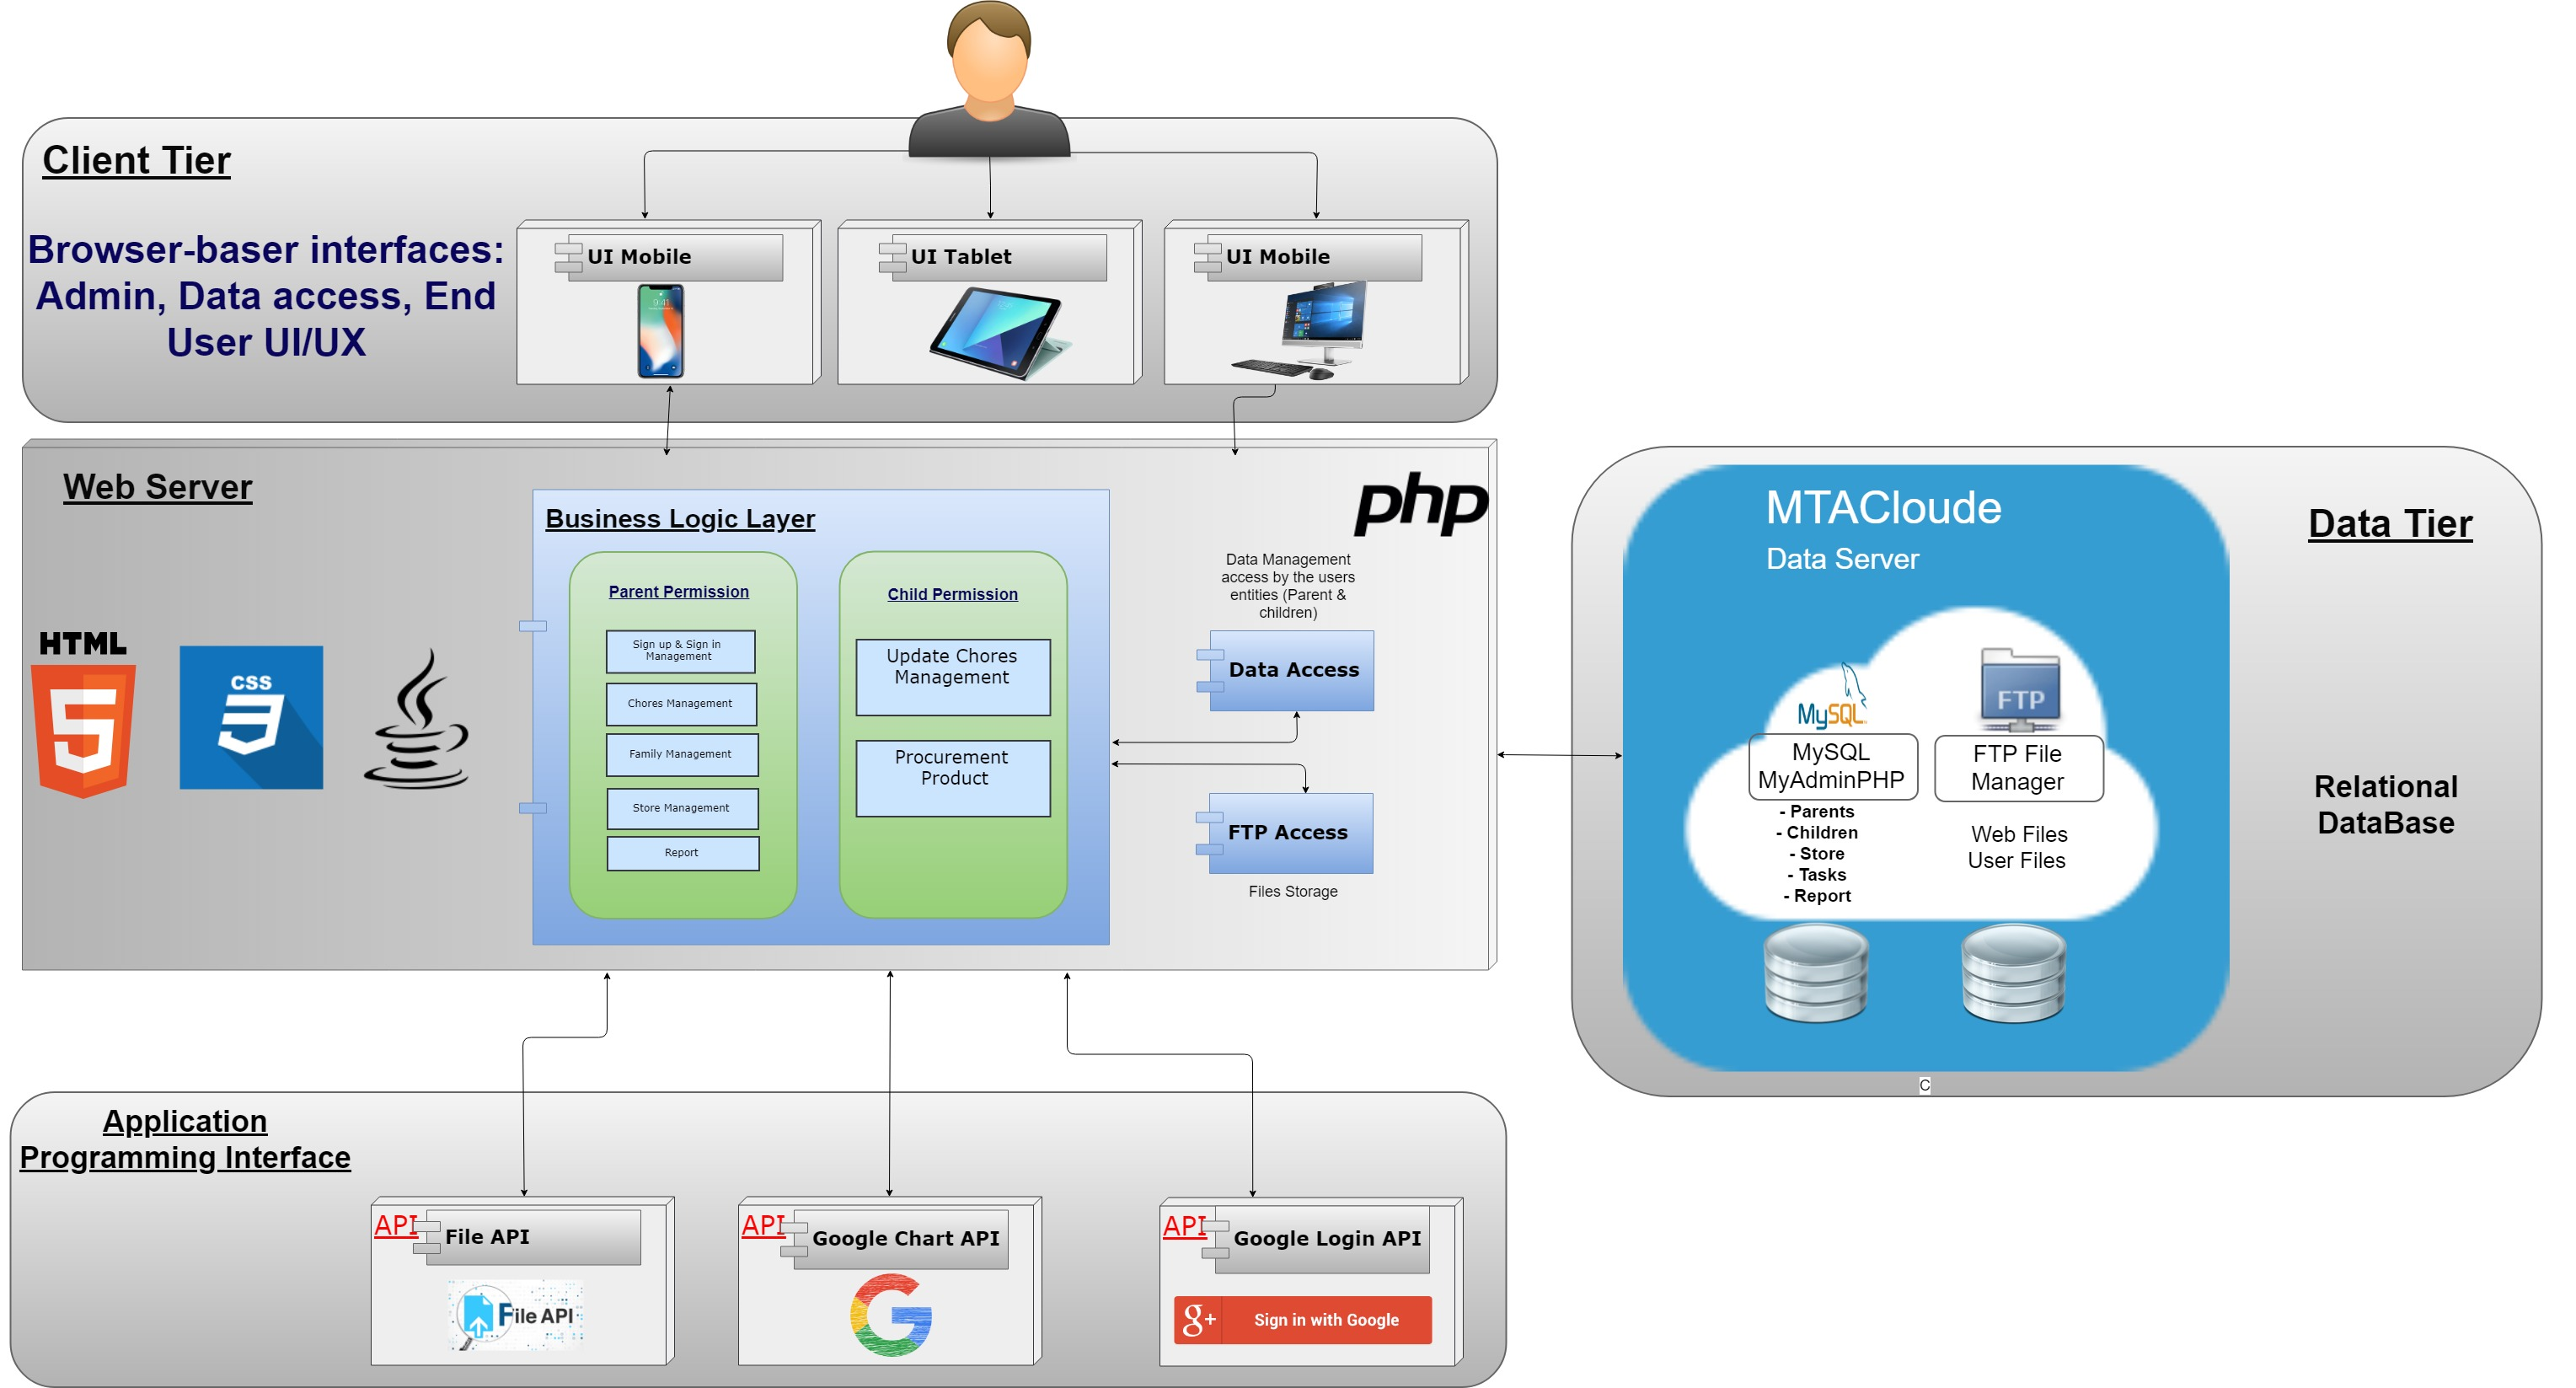 Client Tier
Browser-baser interfaces:
Admin, Data access, End
User UI/UX
UI Mobile
9:41
UI Tablet
UI Mobile
Web Server
HTML
5
CSS
3
Business Logic Layer
Parent Permission
Sign up & Sign in
Management
Chores Management
Family Management
Store Management
Report
Child Permission
Update Chores
Management
Procurement
Product
php
Data Management
access by the users
entities (Parent &
children)
Data Access
FTP Access
Files Storage
MTACloude
Data Server
MySQL
FTP
MySQL
MyAdminPHP
- Parents
- Children
- Store
- Tasks
- Report
FTP File
Manager
Web Files
User Files
C
Data Tier
Relational
DataBase
Application
Programming Interface
API
File API
File API
API
Google Chart API
G
API
Google Login API
g+
Sign in with Google